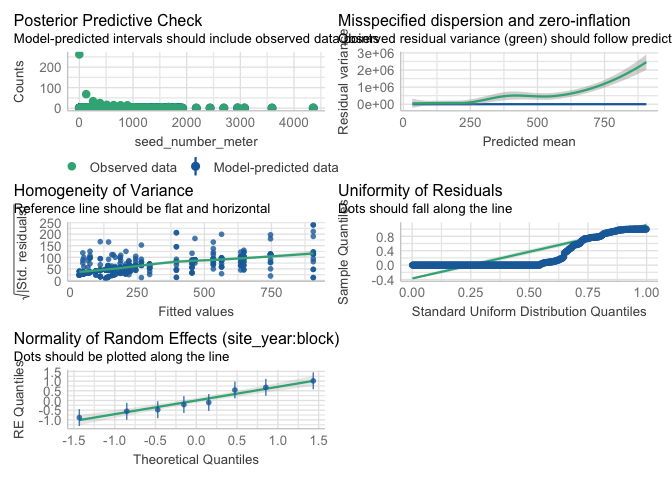 Posterior Predictive Check
Model-predicted intervals should include observed data points
Counts
200
100
0
0
1000
2000
3000
4000
seed_number_meter
Observed data
Model-predicted data
Misspecified dispersion and zero-inflation
Observed residual variance (green) should follow predict
Residual variance
3e+06
2e+06
1e+06
0e+00
0
250
500
750
Predicted mean
Homogeneity of Variance
Reference line should be flat and horizontal
√|Std. residuals|
250
200
150
100
50
0
0
250
500
750
Fitted values
Uniformity of Residuals
Dots should fall along the line
Sample Quantiles
0.8
0.4
0.0
-0.4
0.00
0.25
0.50
0.75
1.00
Standard Uniform Distribution Quantiles
Normality of Random Effects (site_year:block)
Dots should be plotted along the line
RE Quantiles
1.5
1.0
0.5
0.0
-0.5
-1.0
-1.5
-1.0
-0.5
0.0
0.5
1.0
1.5
Theoretical Quantiles